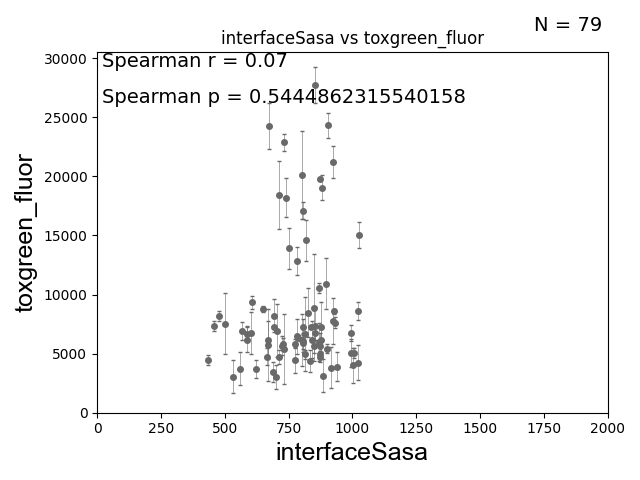 N = 79
interfaceSasa vs toxgreen_fluor
Spearman r = 0.07
Spearman p = 0.5444862315540158
30000
25000
20000
15000
10000
5000
0
toxgreen_fluor
0 250 500 750 1000 1250 1500 1750 2000
interfaceSasa